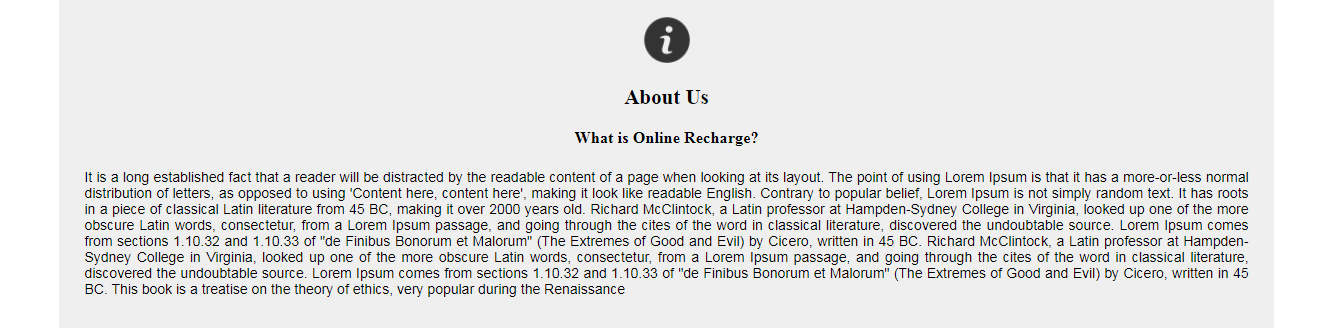 i
About Us
What is Online Recharge?
It is a long established fact that a reader will be distracted by the readable content of a page when looking at its layout. The point of using Lorem Ipsum is that it has a more-or-less normal
distribution of letters, as opposed to using 'Content here, content here', making it look like readable English. Contrary to popular belief, Lorem Ipsum is not simply random text. It has roots
in a piece of classical Latin literature from 45 BC, making it over 2000 years old. Richard McClintock, a Latin professor at Hampden-Sydney College in Virginia, looked up one of the more
obscure Latin words, consectetur, from a Lorem Ipsum passage, and going through the cites of the word in classical literature, discovered the undoubtable source. Lorem Ipsum comes
from sections 1.10.32 and 1.10.33 of "de Finibus Bonorum et Malorum" (The Extremes of Good and Evil) by Cicero, written in 45 BC. Richard McClintock, a Latin professor at Hampden-
Sydney College in Virginia, looked up one of the more obscure Latin words, consectetur, from a Lorem Ipsum passage, and going through the cites of the word in classical literature,
discovered the undoubtable source. Lorem Ipsum comes from sections 1.10.32 and 1.10.33 of "de Finibus Bonorum et Malorum" (The Extremes of Good and Evil) by Cicero, written in 45
BC. This book is a treatise on the theory of ethics, very popular during the Renaissance